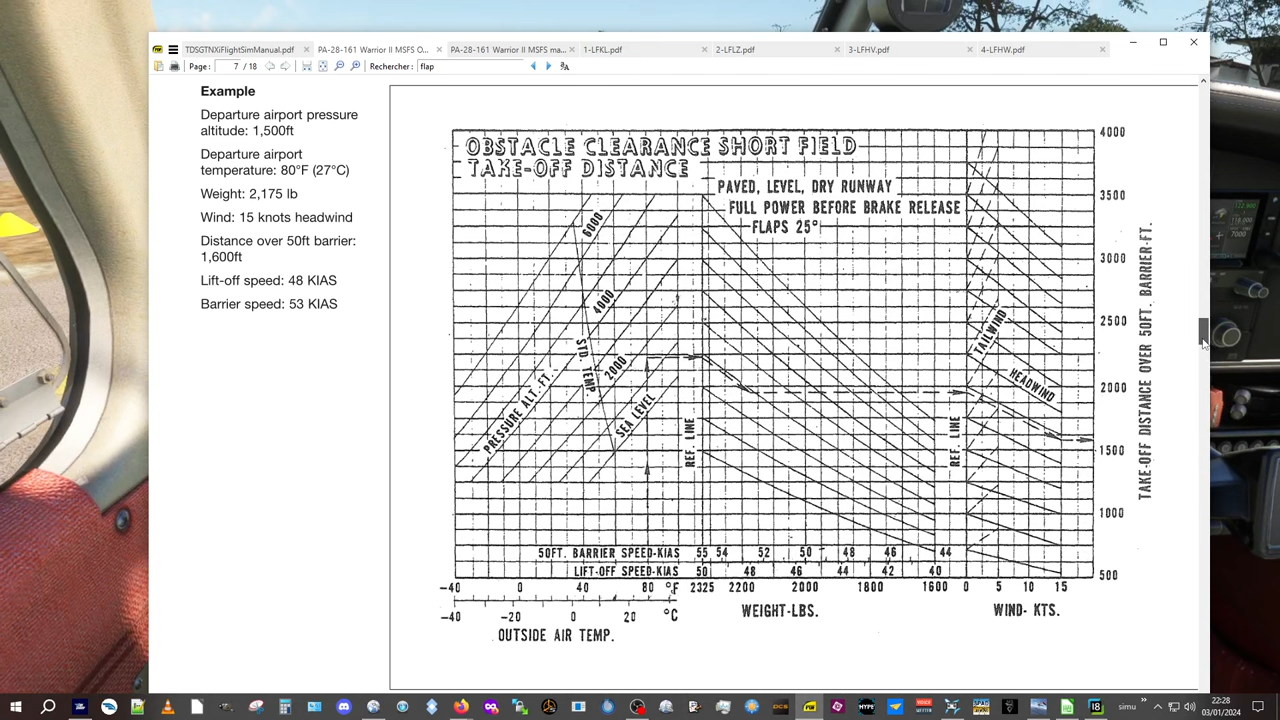 TDSGTNXiFlightSimManual.pdf
PA-28-161 Warrior II MSFS O...
PA-28-161 Warrior II MSFS ma...
1-LFKL.pdf
2-LFLZ.pdf
3-LFHV.pdf
4-LFHW.pdf
Page : 7 / 18 Rechercher : flap
Example
Departure airport pressure
altitude: 1,500ft
Departure airport
temperature: 80°F (27°C)
Weight: 2,175 lb
Wind: 15 knots headwind
Distance over 50ft barrier:
1,600ft
Lift-off speed: 48 KIAS
Barrier speed: 53 KIAS
OBSTACLE CLEARANCE SHORT FIELD
TAKE-OFF DISTANCE
PAVED, LEVEL, DRY RUNWAY
FULL POWER BEFORE BRAKE RELEASE
FLAPS 25°
6000
4000
2000
SEA LEVEL
STD. TEMP.
PRESSURE ALT.-FT.
REF. LINE
REF. LINE
TAILWIND
HEADWIND
4000
3500
3000
2500
2000
1500
1000
500
TAKE-OFF DISTANCE OVER 50FT. BARRIER-FT.
50FT. BARRIER SPEED-KIAS 55 54 52 50 48 46 44
LIFT-OFF SPEED-KIAS 50 48 46 44 42 40
-40 0 40 80 °F 2325 2200 2000 1800 1600 0 5 10 15
-40 -20 0 20 °C
WEIGHT-LBS. WIND- KTS.
OUTSIDE AIR TEMP.
simu
22:28
03/01/2024